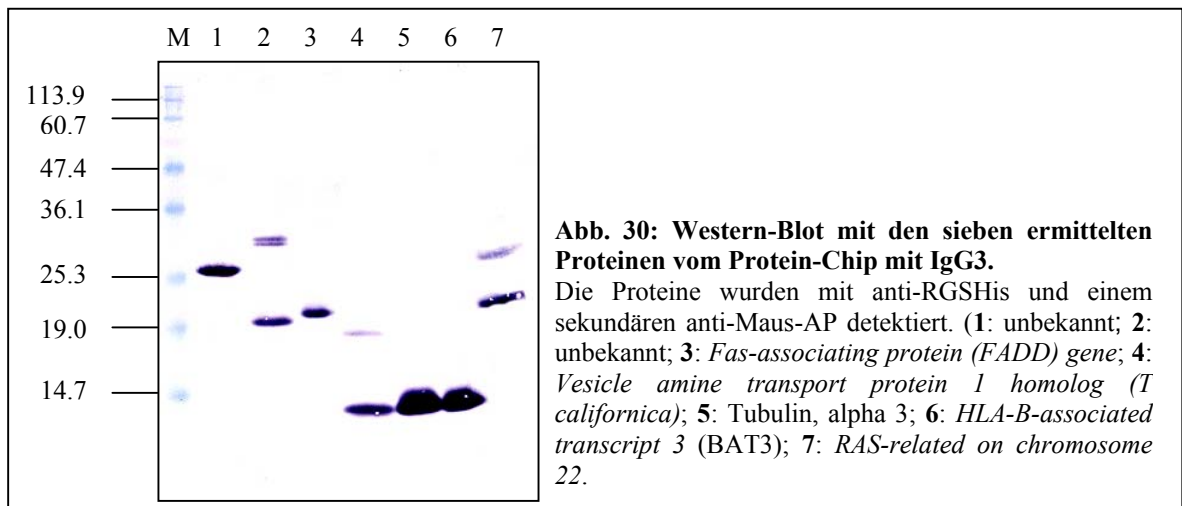 M 1 2 3 4 5 6 7
113.9
60.7
47.4
36.1
25.3
19.0
14.7
Abb. 30: Western-Blot mit den sieben ermittelten
Proteinen vom Protein-Chip mit IgG3.
Die Proteine wurden mit anti-RGSHis und einem
sekundären anti-Maus-AP detektiert. (1: unbekannt; 2:
unbekannt; 3: Fas-associating protein (FADD) gene; 4:
Vesicle amine transport protein 1 homolog (T
californica); 5: Tubulin, alpha 3; 6: HLA-B-associated
transcript 3 (BAT3); 7: RAS-related on chromosome
22.